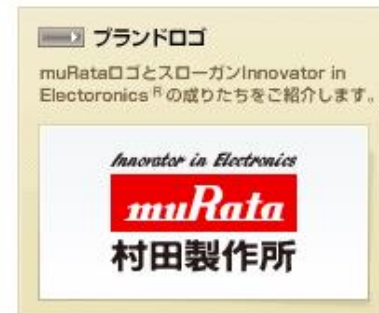 ブランドロゴ
muRataロゴとスローガンInnovator in
Electoronics®の成りたちをご紹介します。
Innovator in Electronics
muRata
村田製作所